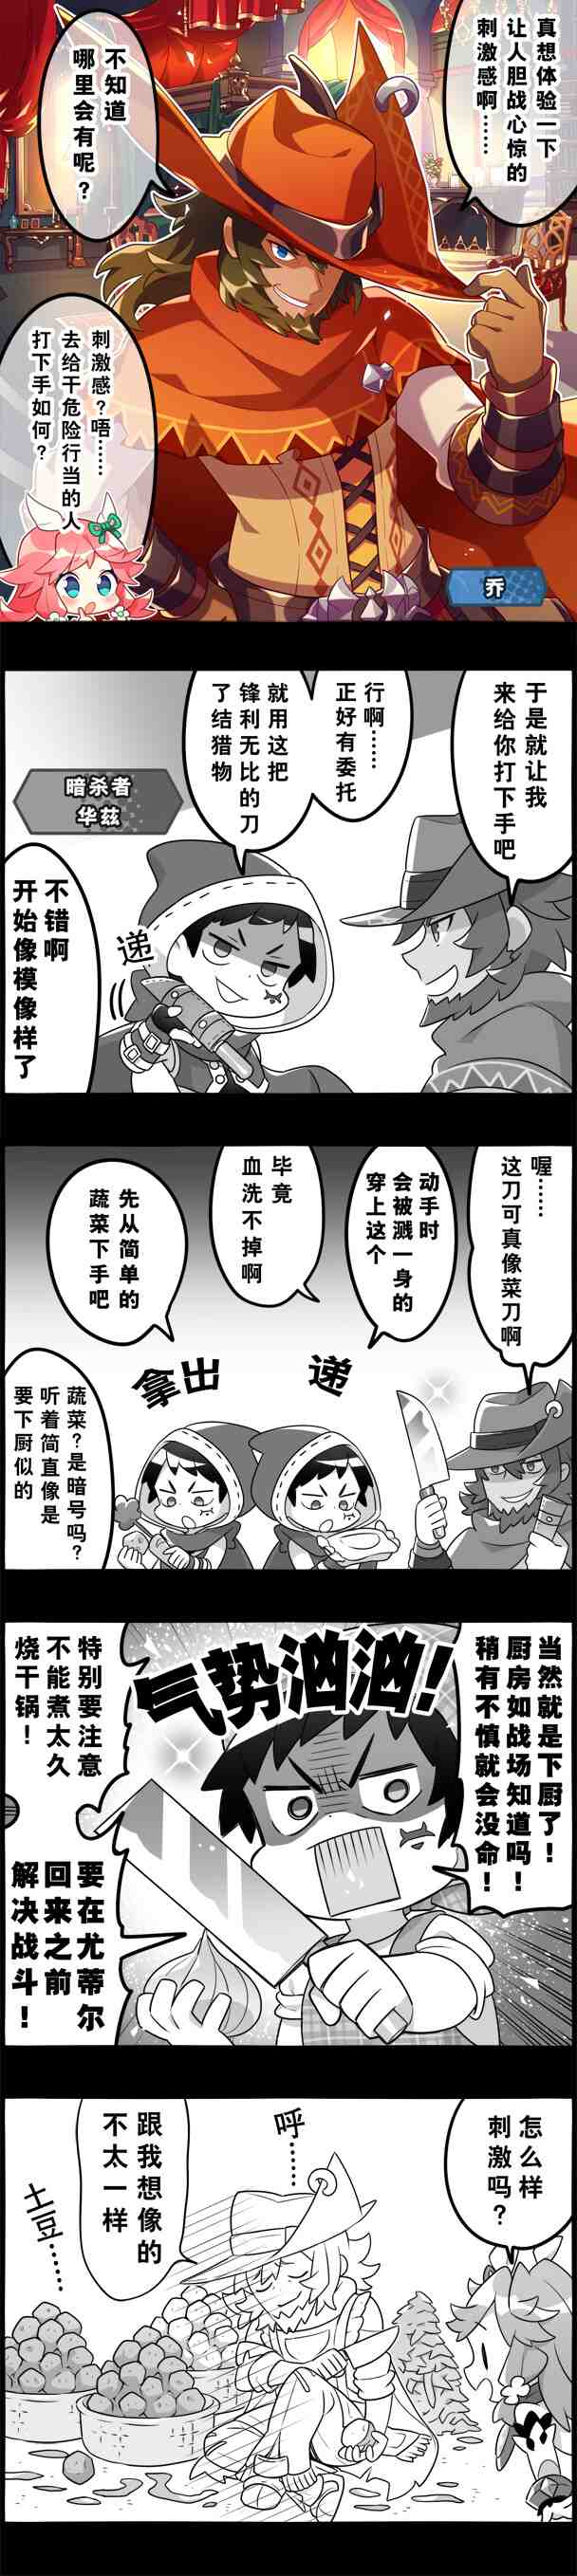 真想体验一下
让人胆战心惊的
刺激感啊……
不知道
哪里会有呢？
刺激感？唔……
去给干危险行当的人
打下手如何？
乔
于是就让我
来给你打下手吧
行啊……
正好有委托
就用这把
锋利无比的刀
了结猎物
暗杀者
华兹
递
不错啊
开始像模像样了
喔……
这刀可真像菜刀啊
动手时
会被溅一身的
穿上这个
毕竟
血洗不掉啊
先从简单的
蔬菜下手吧
递
拿出
蔬菜？是暗号吗？
听着简直像是
要下厨似的
当然就是下厨了！
厨房如战场知道吗！
稍有不慎就会没命！
气势汹汹！
特别要注意
不能煮太久
烧干锅！
要在尤蒂尔
回来之前
解决战斗！
怎么样
刺激吗？
呼……
跟我想像的
不太一样
土豆……